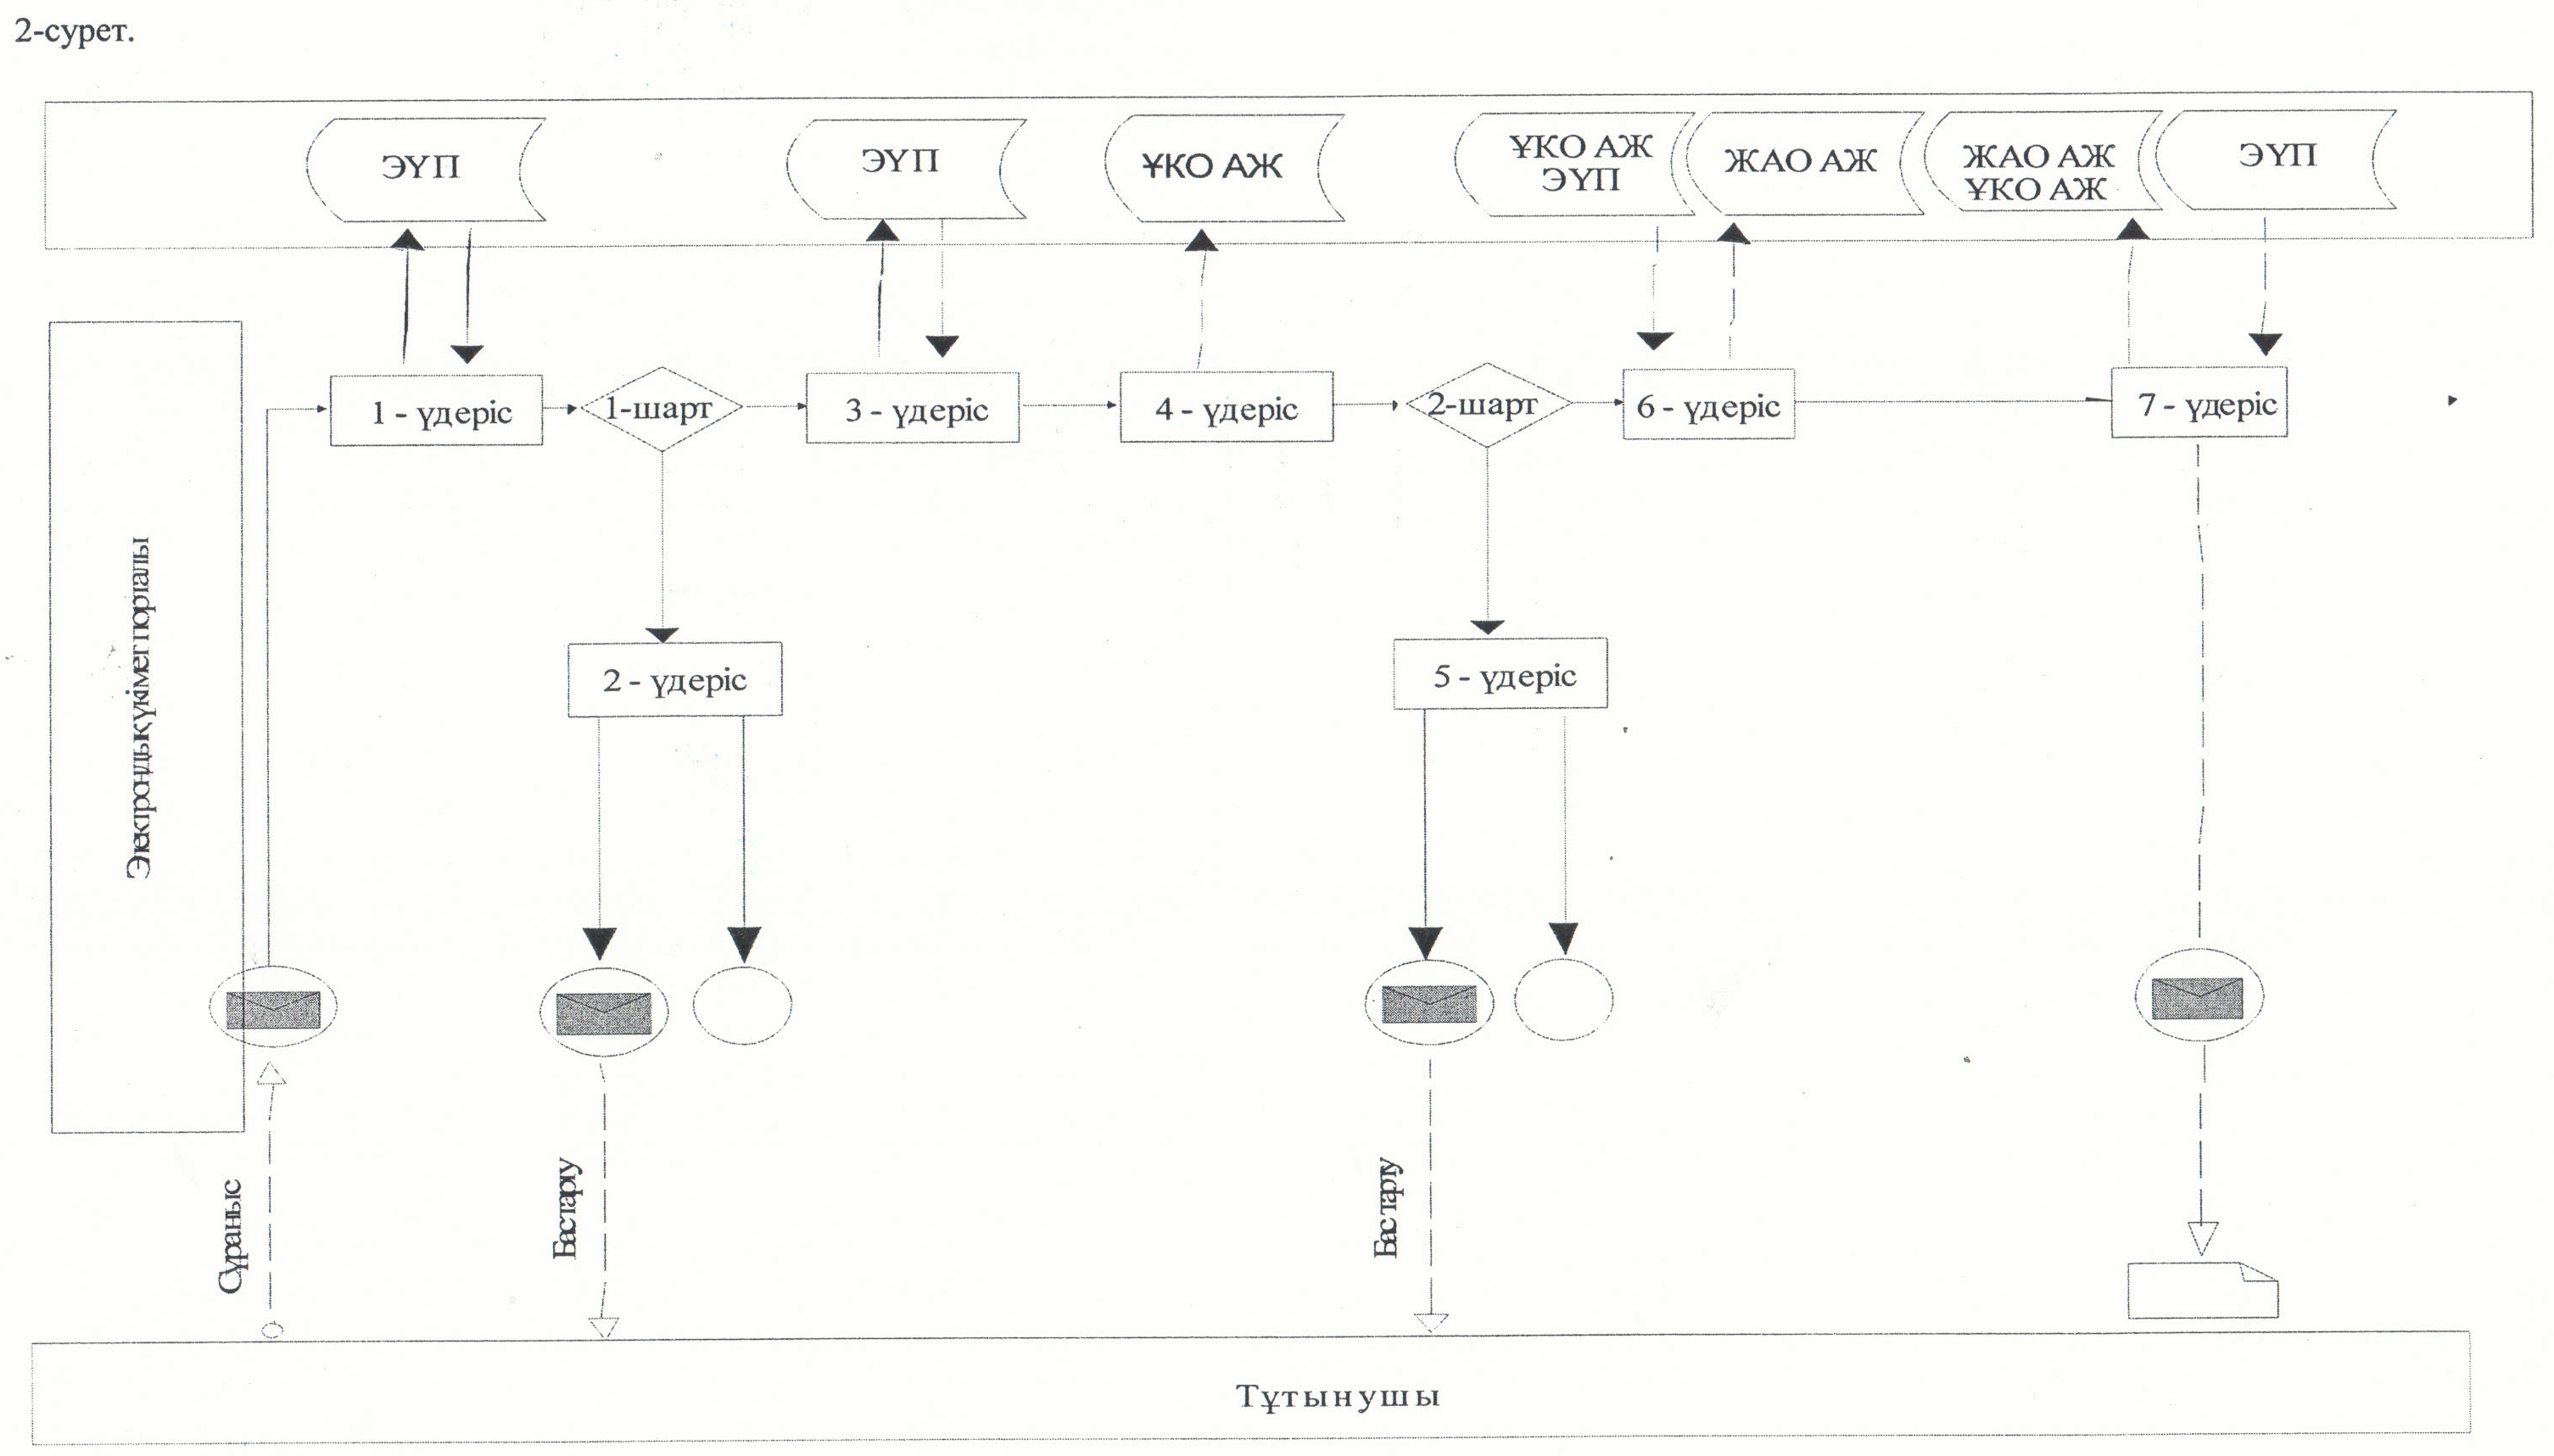 2-сурет.
ЭҮП
ЭҮП
ҰКО АЖ
ҰКО АЖ
ЭҮП
ЖАО АЖ
ЖАО АЖ
ҰКО АЖ
ЭҮП
1 - үдеріс
1-шарт
3 - үдеріс
4 - үдеріс
2-шарт
6 - үдеріс
7 - үдеріс
Электрондық үкімет порталы
2 - үдеріс
5 - үдеріс
Сұраныс
Бастарту
Бастарту
Тұтынушы